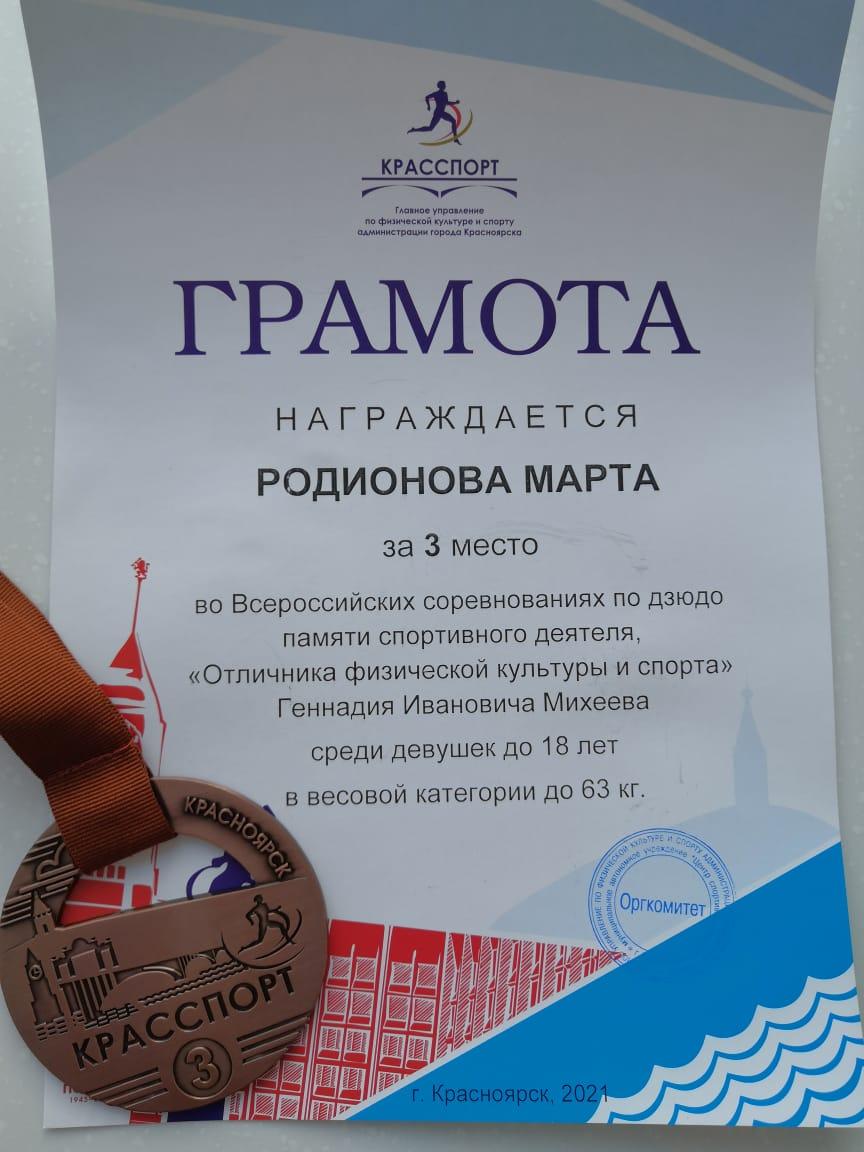 КРАССПОРТ
Главное управление
по физической культуре и спорту
администрации города Красноярска
ГРАМОТА
НАГРАЖДАЕТСЯ
РОДИОНОВА МАРТА
за 3 место
во Всероссийских соревнованиях по дзюдо
памяти спортивного деятеля,
«Отличника физической культуры и спорта»
Геннадия Ивановича Михеева
среди девушек до 18 лет
в весовой категории до 63 кг.
Оргкомитет
КРАСНОЯРСК
КРАССПОРТ
3
г. Красноярск, 2021